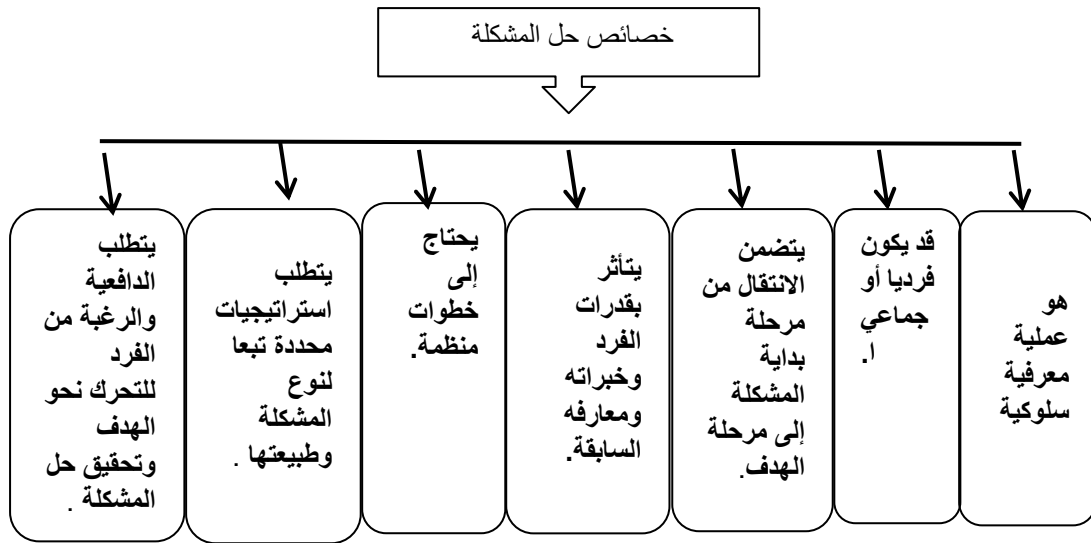 خصائص حل المشكلة
هو
عملية
معرفية
سلوكية
قد يكون
فرديا أو
جماعي
ا.
يتضمن
الانتقال من
مرحلة
بداية
المشكلة
إلى مرحلة
الهدف.
يتأثر
بقدرات
الفرد
وخبراته
ومعارفه
السابقة.
يحتاج
إلى
خطوات
منظمة.
يتطلب
استراتيجيات
محددة تبعا
لنوع
المشكلة
وطبيعتها .
يتطلب
الدافعية
والرغبة من
الفرد
للتحرك نحو
الهدف
وتحقيق حل
المشكلة .